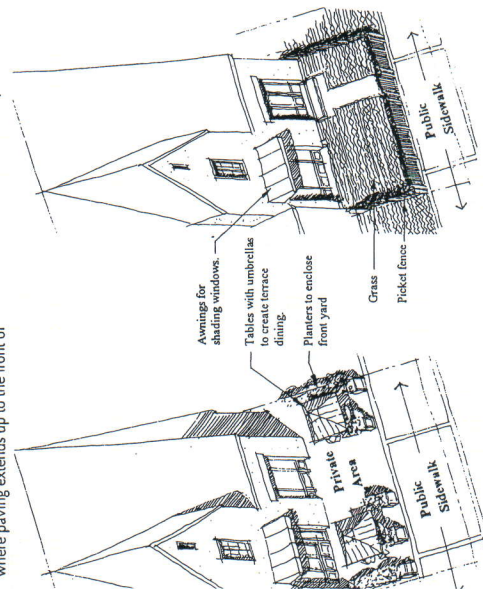 where paving extends up to the front of
Awnings for
shading windows.
Tables with umbrellas
to create terrace
dining.
Planters to enclose
front yard
Grass
Picket fence
Private
Area
Public
Sidewalk
Public
Sidewalk